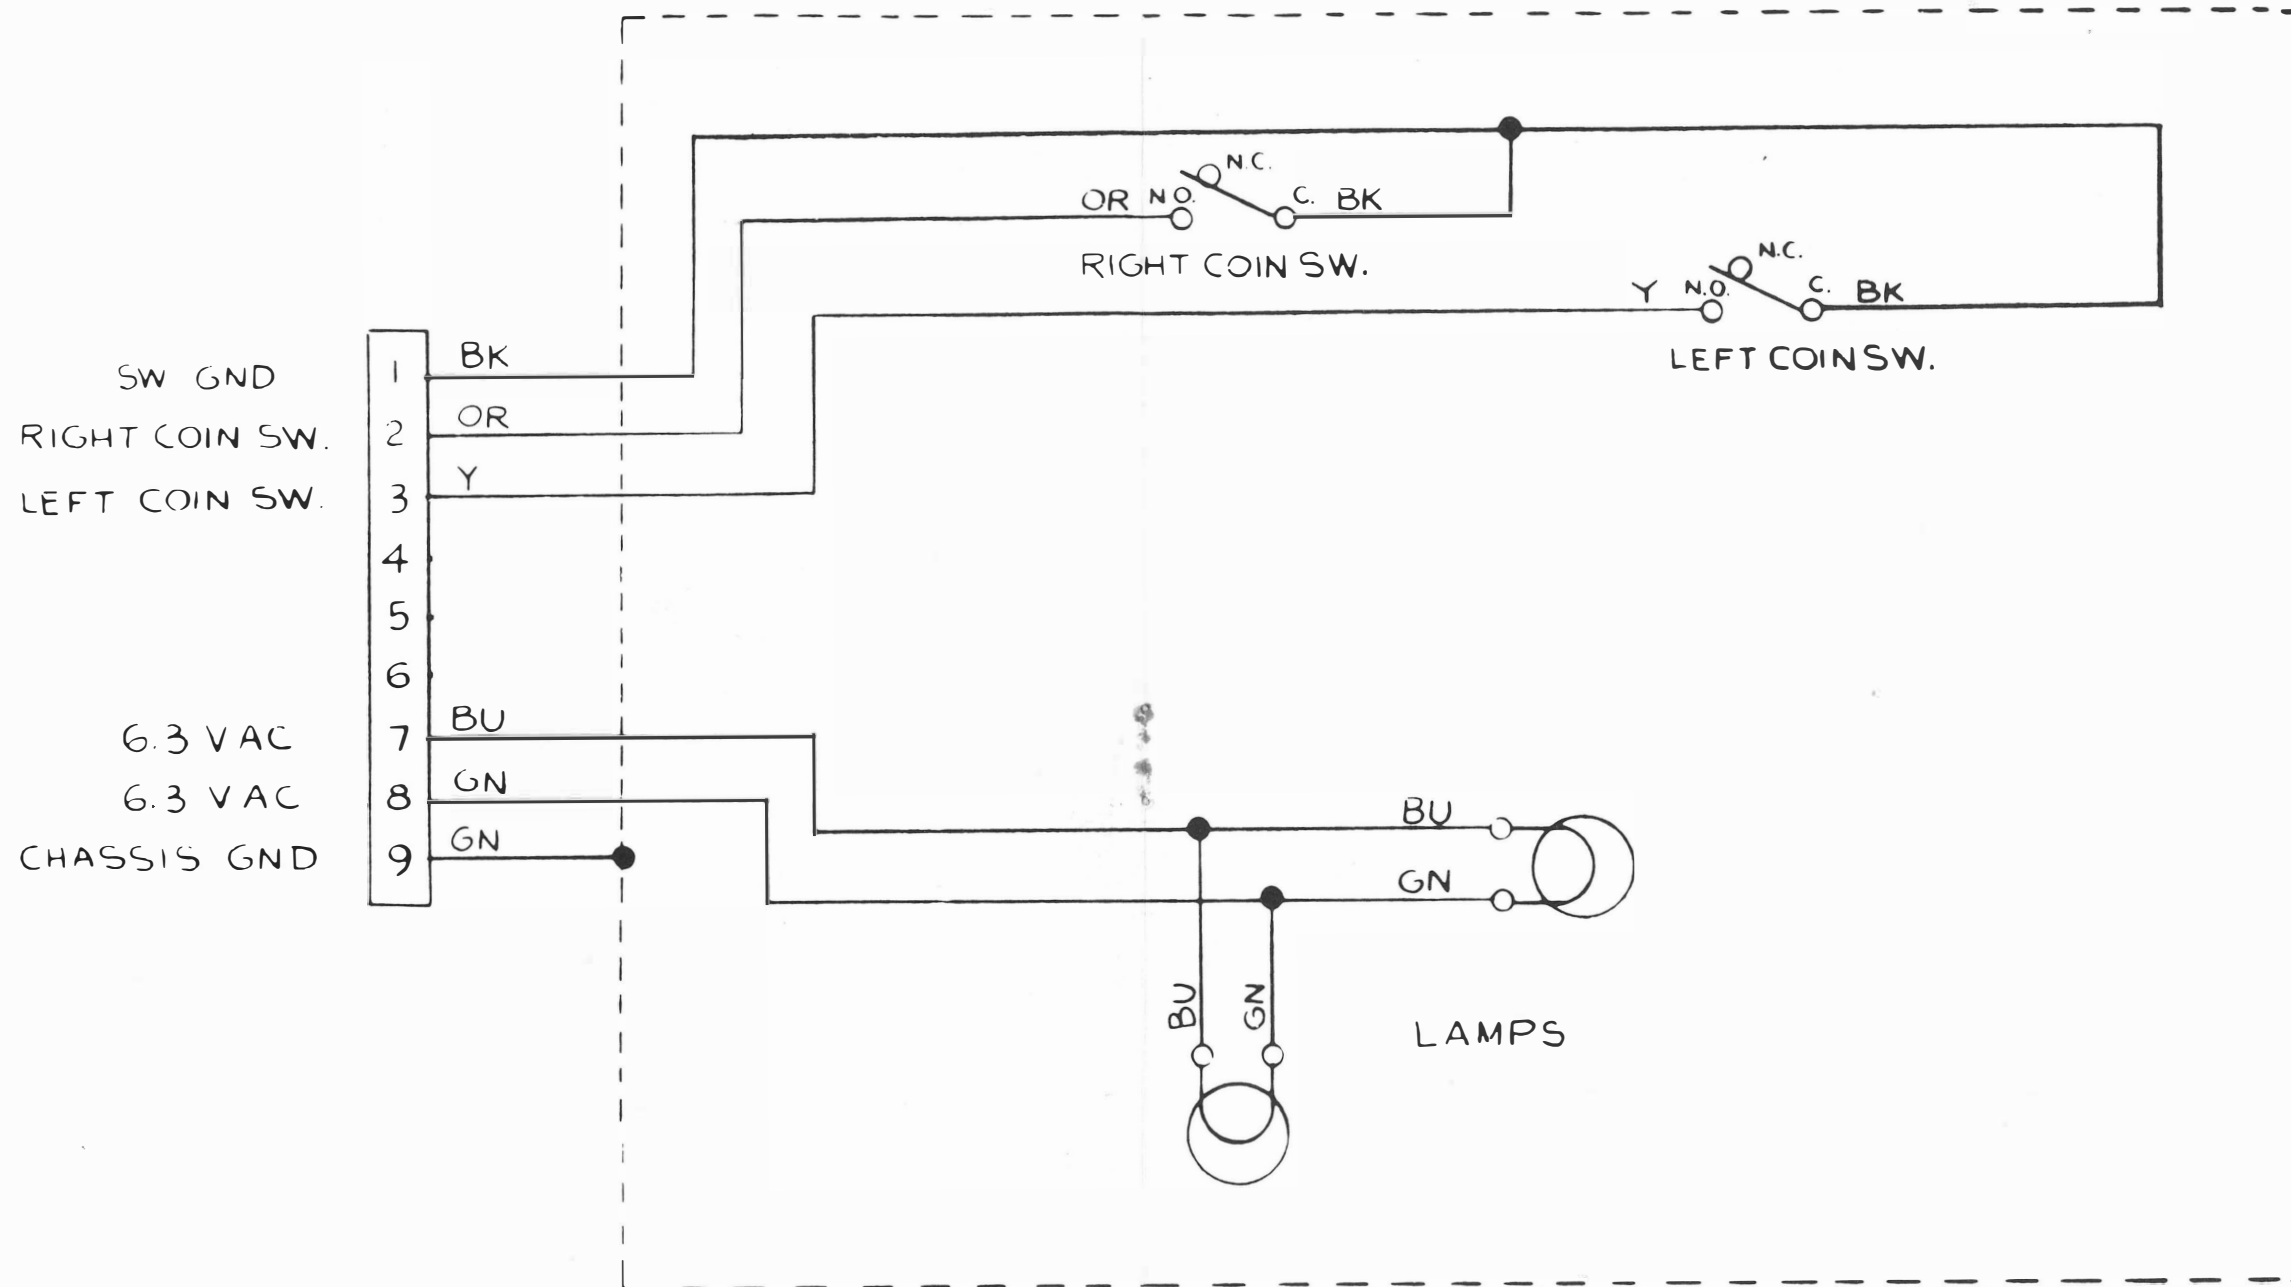 N.C.
OR N.O. C. BK
RIGHT COIN SW.
N.C.
Y N.O. C. BK
LEFT COIN SW.
SW GND 1 BK
RIGHT COIN SW. 2 OR
LEFT COIN SW. 3 Y
4
5
6
6.3 VAC 7 BU
6.3 VAC 8 GN
CHASSIS GND 9 GN
BU
GN
BU GN
LAMPS